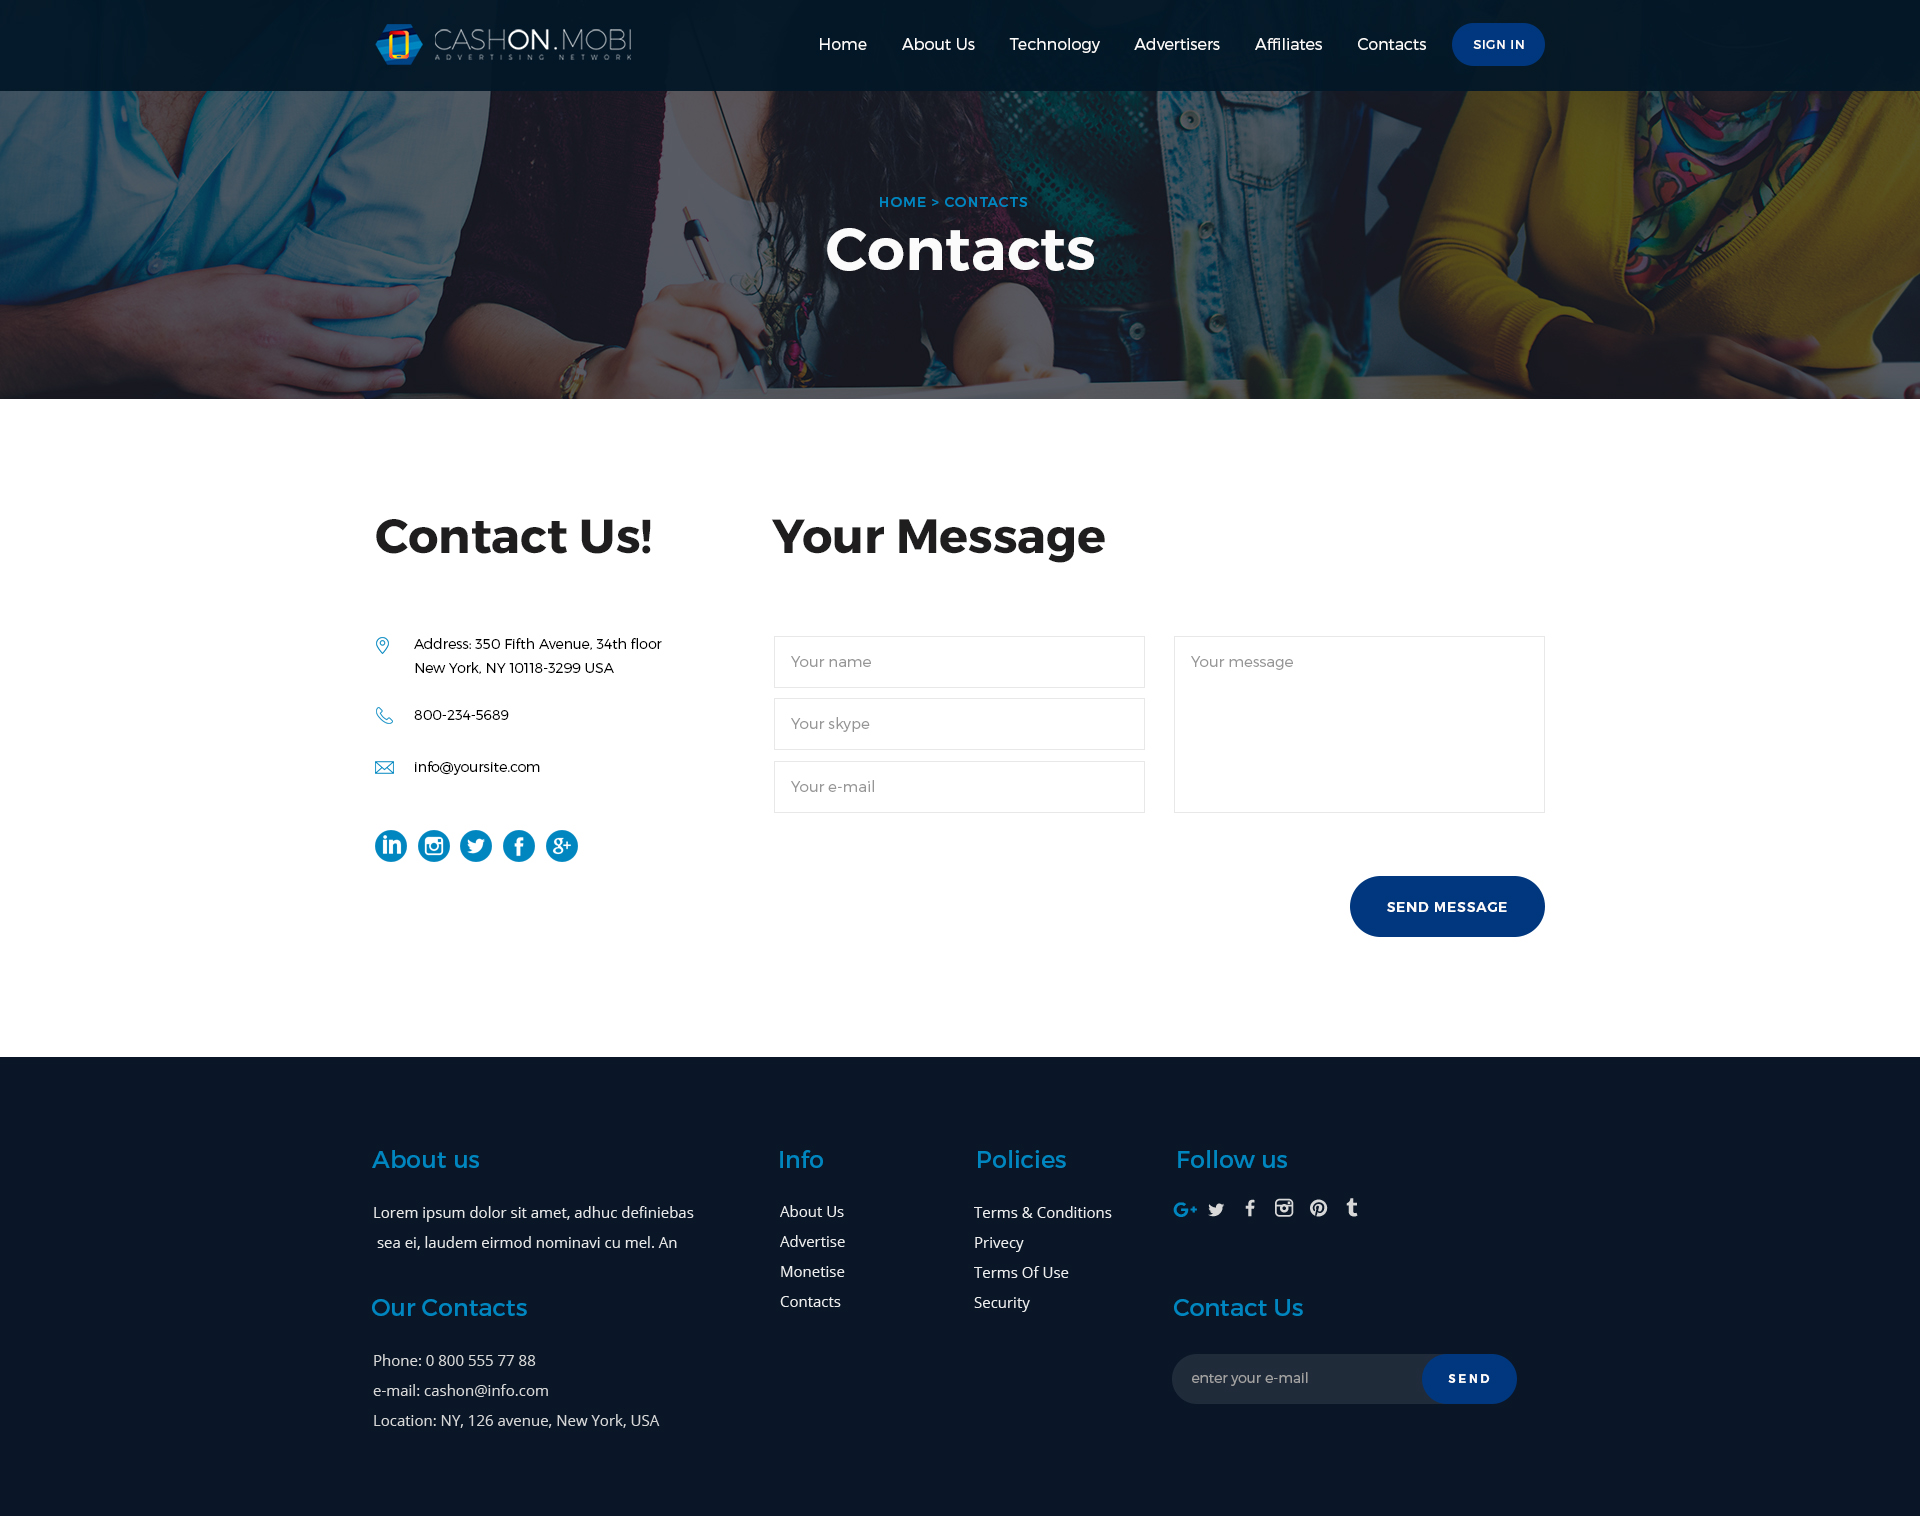 CASHON.MOBI
ADVERTISING NETWORK
Home About Us Technology Advertisers Affiliates Contacts SIGN IN
HOME > CONTACTS
Contacts
Contact Us!
Address: 350 Fifth Avenue, 34th floor
New York, NY 10118-3299 USA
800-234-5689
info@yoursite.com
in f g+
Your Message
Your name
Your skype
Your e-mail
Your message
SEND MESSAGE
About us
Lorem ipsum dolor sit amet, adhuc definiebas
sea ei, laudem eirmod nominavi cu mel. An
Our Contacts
Phone: 0 800 555 77 88
e-mail: cashon@info.com
Location: NY, 126 avenue, New York, USA
Info
About Us
Advertise
Monetise
Contacts
Policies
Terms & Conditions
Privecy
Terms Of Use
Security
Follow us
G+ f t
Contact Us
enter your e-mail SEND